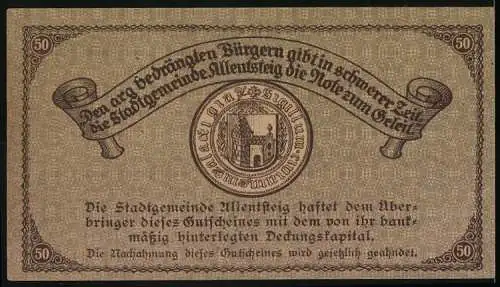 50 50
Den arg bedrängten Bürgern gibt in schwerer Zeit
die Stadtgemeinde Allentsteig die Note zum Geleit.
Die Stadtgemeinde Allentsteig haftet dem Über-
bringer dieses Gutscheines mit dem von ihr bank-
mäßig hinterlegten Deckungskapital.
Die Nachahmung dieses Gutscheines wird gesetzlich geahndet.
50 50